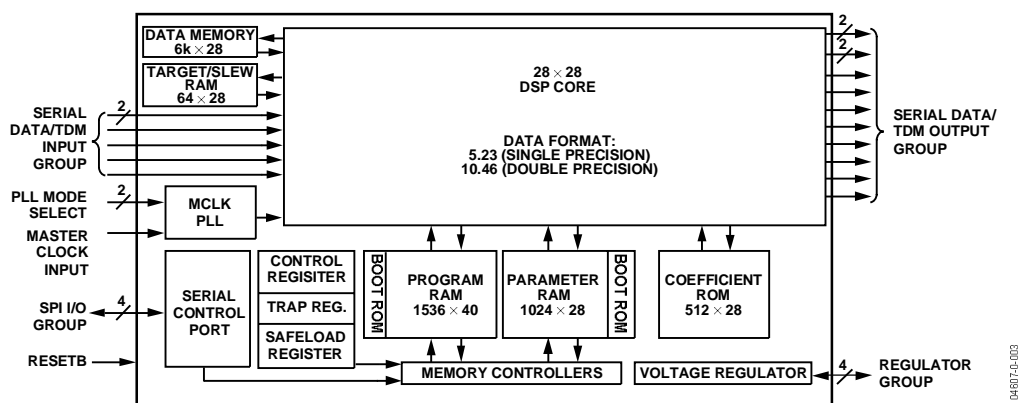 DATA MEMORY
6k × 28
TARGET/SLEW
RAM
64 × 28
28 × 28
DSP CORE
DATA FORMAT:
5.23 (SINGLE PRECISION)
10.46 (DOUBLE PRECISION)
2
SERIAL
DATA/TDM
INPUT
GROUP
2
2
SERIAL DATA/
TDM OUTPUT
GROUP
2
PLL MODE
SELECT
MCLK
PLL
MASTER
CLOCK
INPUT
SERIAL
CONTROL
PORT
CONTROL
REGISITER
TRAP REG.
SAFELOAD
REGISTER
BOOT ROM
PROGRAM
RAM
1536 × 40
PARAMETER
RAM
1024 × 28
BOOT ROM
COEFFICIENT
ROM
512 × 28
4
SPI I/O
GROUP
RESETB
MEMORY CONTROLLERS
VOLTAGE REGULATOR
4
REGULATOR
GROUP
04607-0-003